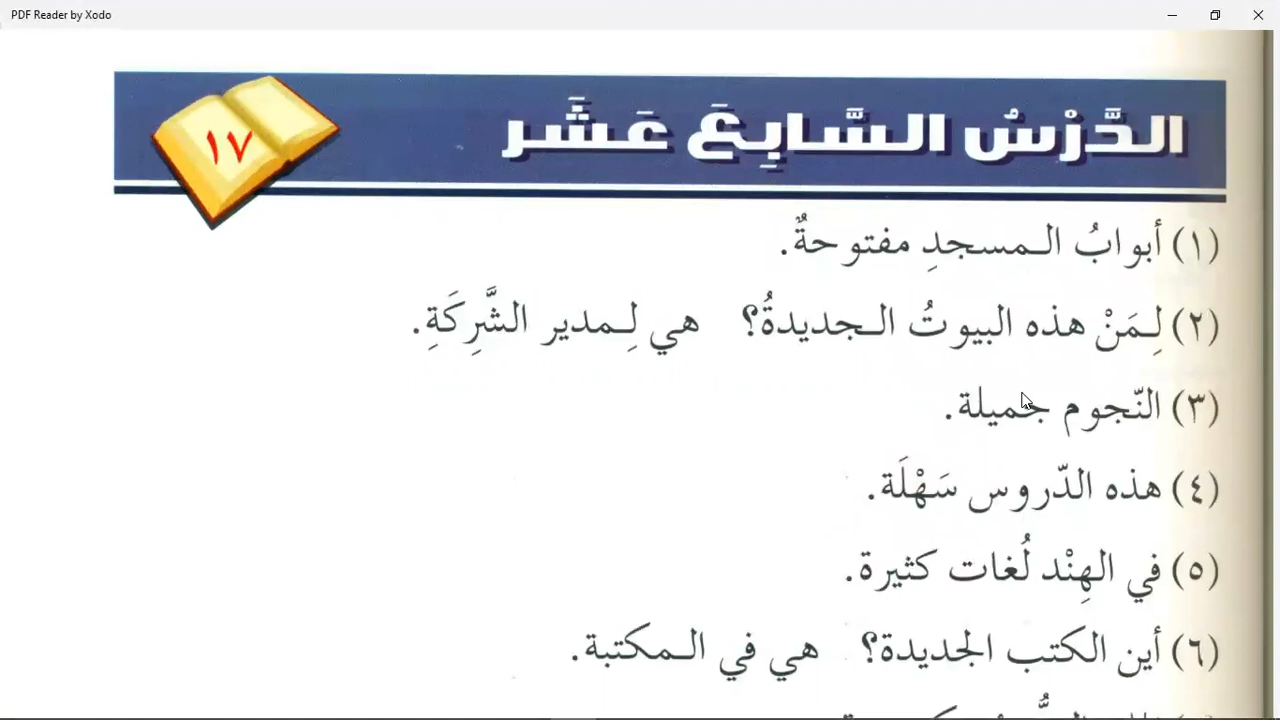 PDF Reader by Xodo
الدَّرْسُ السَّابِعَ عَشَر
١٧
(١) أبوابُ المسجدِ مفتوحةٌ.
(٢) لِمَنْ هذه البيوتُ الجديدةُ؟ هي لِمدير الشَّرِكَةِ.
(٣) النّجوم جميلة.
(٤) هذه الدّروس سَهْلَة.
(٥) في الهِنْد لُغات كثيرة.
(٦) أين الكتب الجديدة؟ هي في المكتبة.